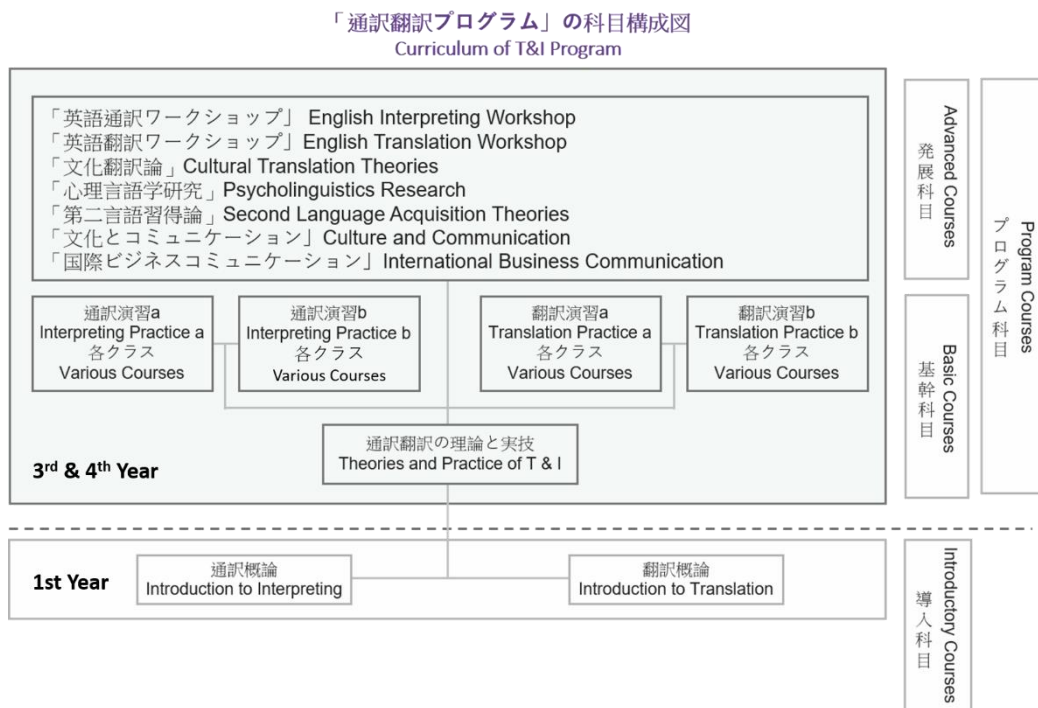 「通訳翻訳プログラム」の科目構成図
Curriculum of T&I Program
「英語通訳ワークショップ」 English Interpreting Workshop
「英語翻訳ワークショップ」 English Translation Workshop
「文化翻訳論」Cultural Translation Theories
「心理言語学研究」Psycholinguistics Research
「第二言語習得論」Second Language Acquisition Theories
「文化とコミュニケーション」Culture and Communication
「国際ビジネスコミュニケーション」International Business Communication
通訳演習a
Interpreting Practice a
各クラス
Various Courses
通訳演習b
Interpreting Practice b
各クラス
Various Courses
翻訳演習a
Translation Practice a
各クラス
Various Courses
翻訳演習b
Translation Practice b
各クラス
Various Courses
通訳翻訳の理論と実技
Theories and Practice of T & I
3rd & 4th Year
1st Year
通訳概論
Introduction to Interpreting
翻訳概論
Introduction to Translation
Advanced Courses
発展科目
Basic Courses
基幹科目
Program Courses
プログラム科目
Introductory Courses
導入科目